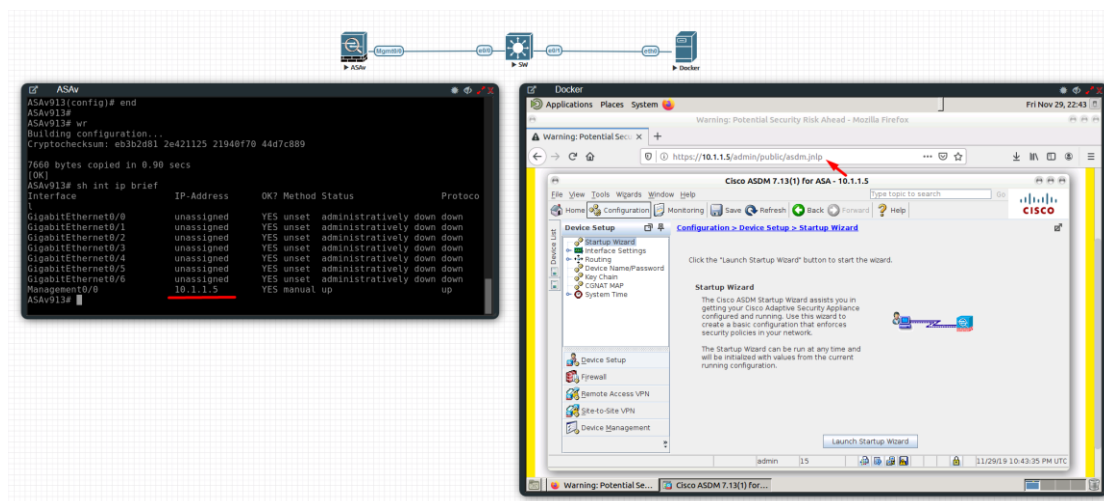 Mgmt0/0
e0/0
e0/1
eth0
ASAv
SW
Docker
ASAv
ASAv913(config)# end
ASAv913#
ASAv913# wr
Building configuration...
Cryptochecksum: eb3b2d81 2e421125 21940f70 44d7c889
7660 bytes copied in 0.90 secs
[OK]
ASAv913# sh int ip brief
Interface IP-Address OK? Method Status Protoco
l
GigabitEthernet0/0 unassigned YES unset administratively down down
GigabitEthernet0/1 unassigned YES unset administratively down down
GigabitEthernet0/2 unassigned YES unset administratively down down
GigabitEthernet0/3 unassigned YES unset administratively down down
GigabitEthernet0/4 unassigned YES unset administratively down down
GigabitEthernet0/5 unassigned YES unset administratively down down
GigabitEthernet0/6 unassigned YES unset administratively down down
Management0/0 10.1.1.5 YES manual up up
ASAv913#
Docker
Applications Places System Fri Nov 29, 22:43
Warning: Potential Security Risk Ahead - Mozilla Firefox
Warning: Potential Secu
https://10.1.1.5/admin/public/asdm.jnlp
Cisco ASDM 7.13(1) for ASA - 10.1.1.5
File View Tools Wizards Window Help Type topic to search Go
Home Configuration Monitoring Save Refresh Back Forward Help
CISCO
Device List
Device Setup
Configuration > Device Setup > Startup Wizard
Startup Wizard
Interface Settings
Routing
Device Name/Password
Key Chain
CGNAT MAP
System Time
Click the "Launch Startup Wizard" button to start the wizard.
Startup Wizard
The Cisco ASDM Startup Wizard assists you in
getting your Cisco Adaptive Security Appliance
configured and running. Use this wizard to
create a basic configuration that enforces
security policies in your network.
The Startup Wizard can be run at any time and
will be initialized with values from the current
running configuration.
Device Setup
Firewall
Remote Access VPN
Site-to-Site VPN
Device Management
Launch Startup Wizard
admin 15 11/29/19 10:43:35 PM UTC
Warning: Potential Se... Cisco ASDM 7.13(1) for...